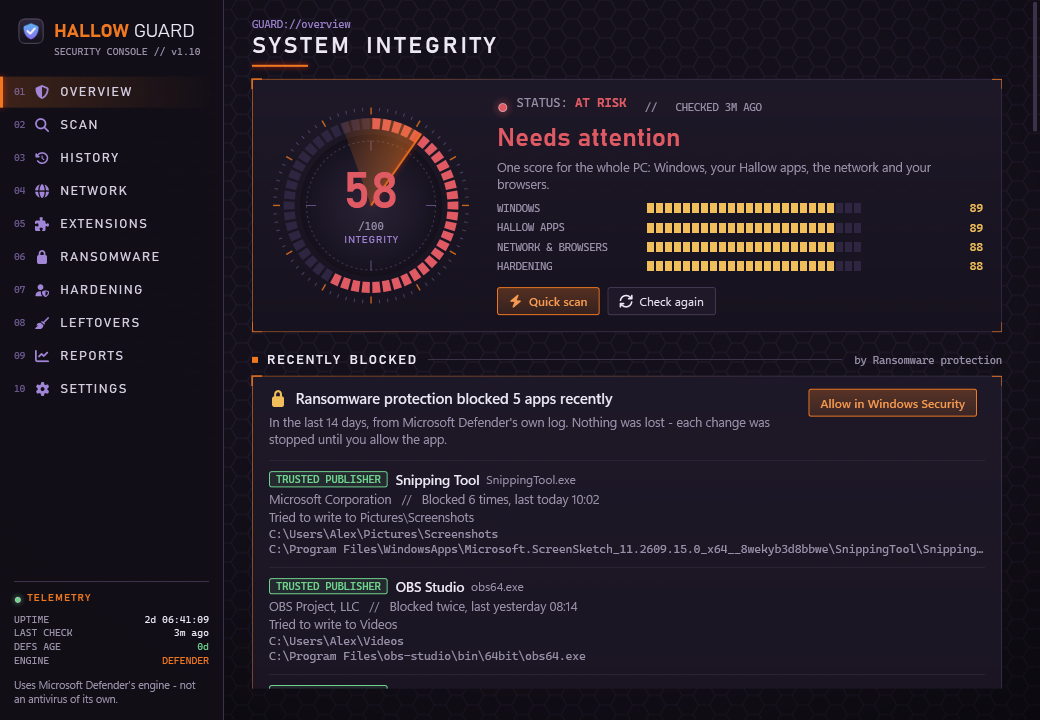 HALLOW GUARD
SECURITY CONSOLE // v1.10
01 OVERVIEW
02 SCAN
03 HISTORY
04 NETWORK
05 EXTENSIONS
06 RANSOMWARE
07 HARDENING
08 LEFTOVERS
09 REPORTS
10 SETTINGS
TELEMETRY
UPTIME 2d 06:41:09
LAST CHECK 3m ago
DEFS AGE 0d
ENGINE DEFENDER
Uses Microsoft Defender's engine - not
an antivirus of its own.
GUARD://overview
SYSTEM INTEGRITY
58
/100
INTEGRITY
STATUS: AT RISK // CHECKED 3M AGO
Needs attention
One score for the whole PC: Windows, your Hallow apps, the network and your
browsers.
WINDOWS 89
HALLOW APPS 89
NETWORK & BROWSERS 88
HARDENING 88
Quick scan
Check again
RECENTLY BLOCKED
by Ransomware protection
Ransomware protection blocked 5 apps recently
Allow in Windows Security
In the last 14 days, from Microsoft Defender's own log. Nothing was lost - each change was
stopped until you allow the app.
TRUSTED PUBLISHER Snipping Tool SnippingTool.exe
Microsoft Corporation // Blocked 6 times, last today 10:02
Tried to write to Pictures\Screenshots
C:\Users\Alex\Pictures\Screenshots
C:\Program Files\WindowsApps\Microsoft.ScreenSketch_11.2609.15.0_x64__8wekyb3d8bbwe\SnippingTool\Snipping…
TRUSTED PUBLISHER OBS Studio obs64.exe
OBS Project, LLC // Blocked twice, last yesterday 08:14
Tried to write to Videos
C:\Users\Alex\Videos
C:\Program Files\obs-studio\bin\64bit\obs64.exe